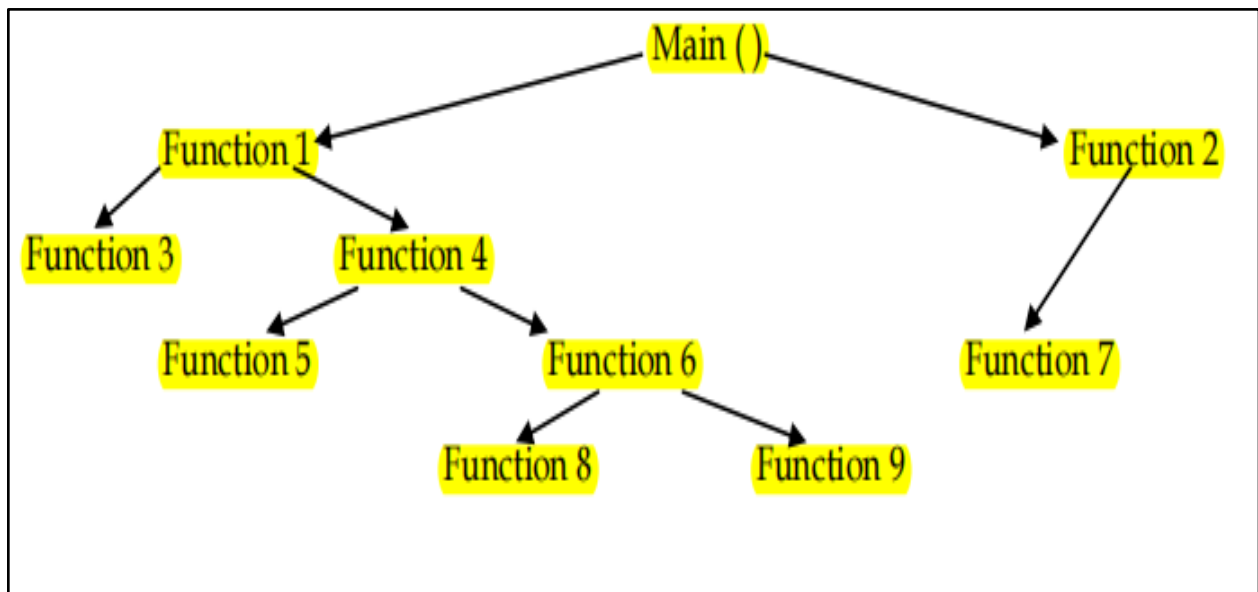 Main ( )
Function 1
Function 2
Function 3
Function 4
Function 5
Function 6
Function 7
Function 8
Function 9